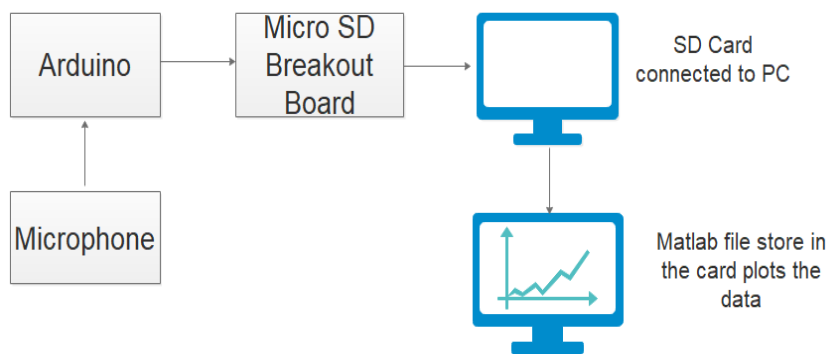 Arduino
Micro SD
Breakout
Board
SD Card
connected to PC
Microphone
Matlab file store in
the card plots the
data